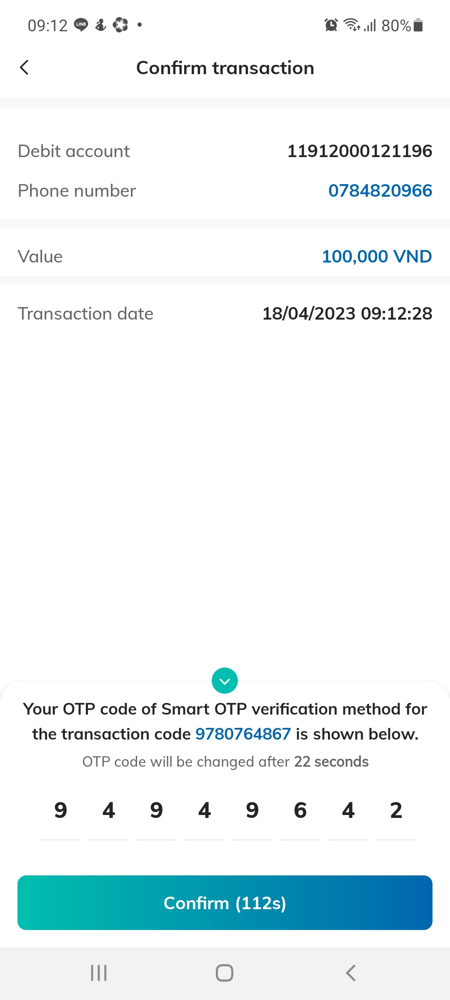 09:12 LINE 80%
Confirm transaction
Debit account 11912000121196
Phone number 0784820966
Value 100,000 VND
Transaction date 18/04/2023 09:12:28
Your OTP code of Smart OTP verification method for
the transaction code 9780764867 is shown below.
OTP code will be changed after 22 seconds
9 4 9 4 9 6 4 2
Confirm (112s)